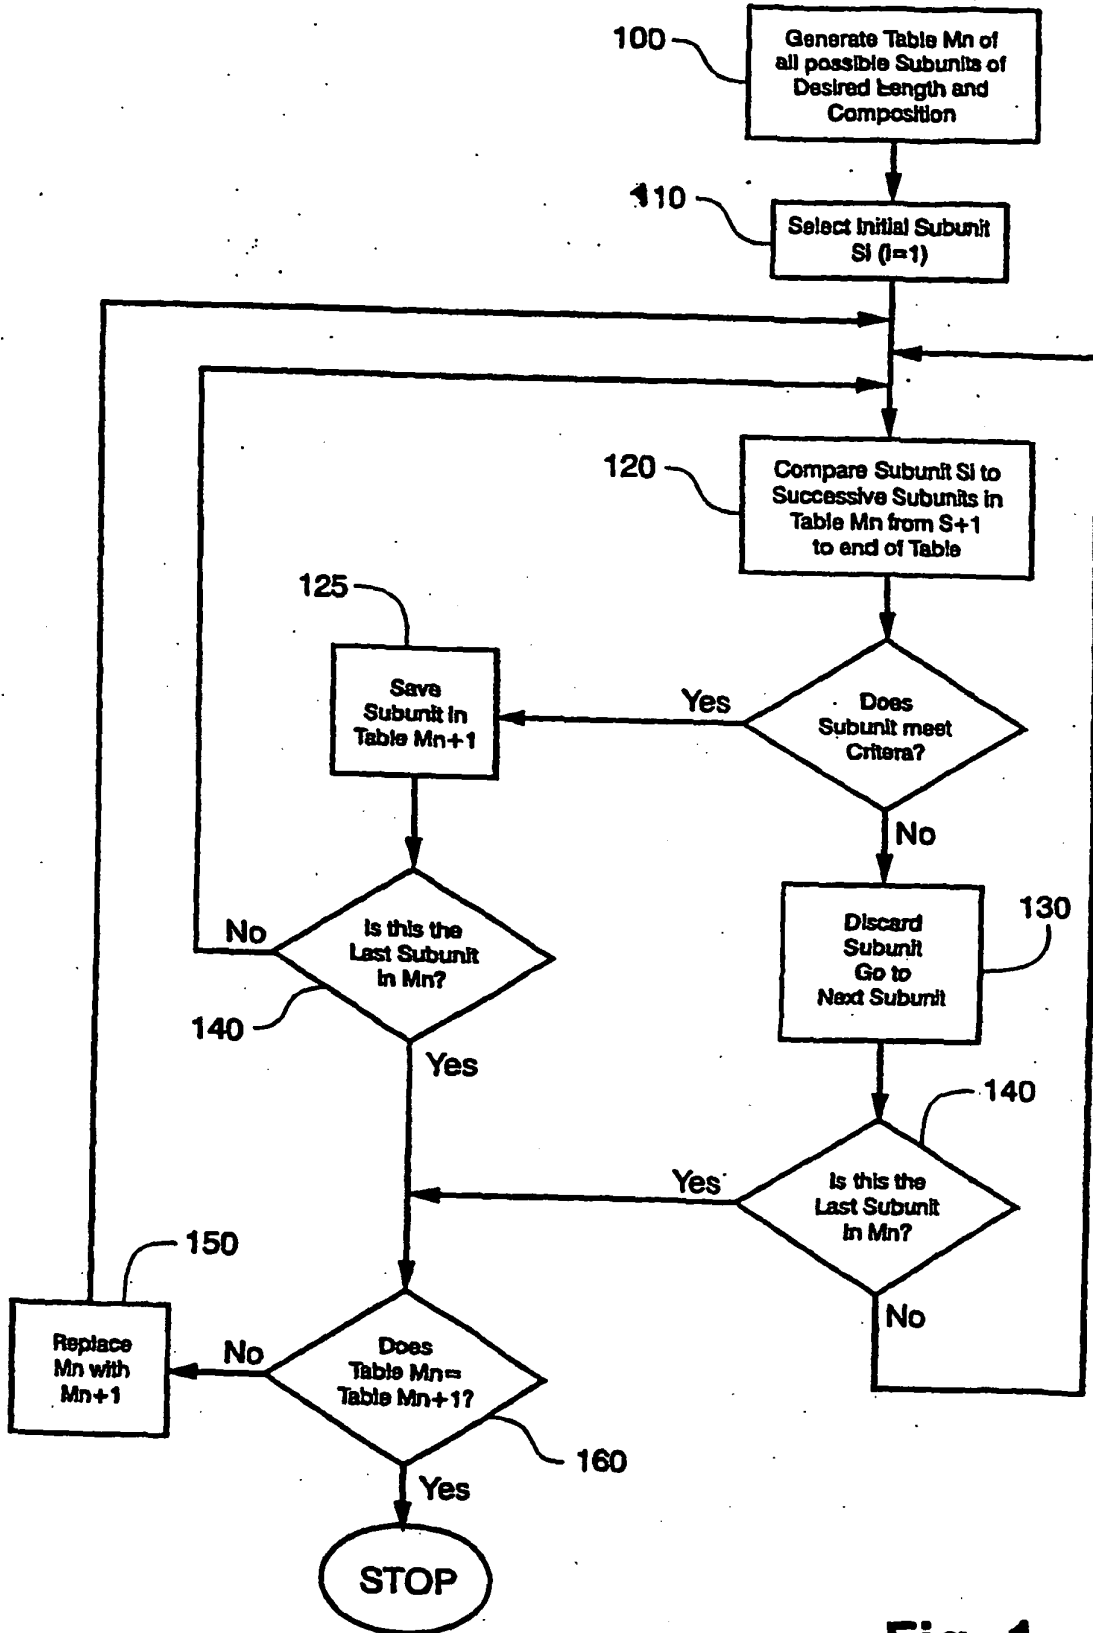 100
Generate Table Mn of
all possible Subunits of
Desired Length and
Composition
110
Select Initial Subunit
Si (i=1)
120
Compare Subunit Si to
Successive Subunits in
Table Mn from S+1
to end of Table
125
Save
Subunit in
Table Mn+1
Yes
Does
Subunit meet
Critera?
No
130
Discard
Subunit
Go to
Next Subunit
No
Is this the
Last Subunit
in Mn?
140
Yes
140
Yes
Is this the
Last Subunit
in Mn?
No
150
Replace
Mn with
Mn+1
No
Does
Table Mn=
Table Mn+1?
160
Yes
STOP
Fig. 1